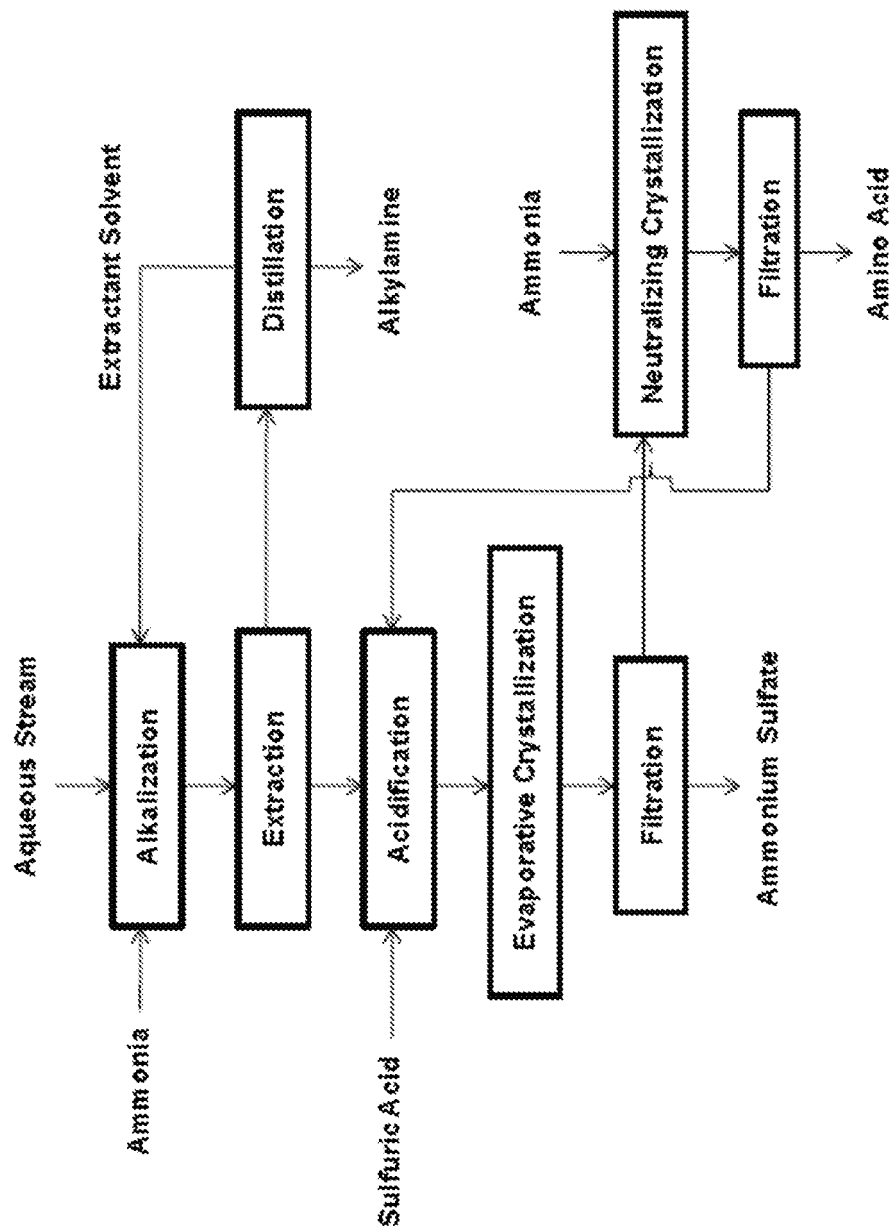 Aqueous Stream
Extractant Solvent
Ammonia
Alkalization
Extraction
Distillation
Alkylamine
Sulfuric Acid
Acidification
Evaporative Crystallization
Ammonia
Neutralizing Crystallization
Filtration
Filtration
Ammonium Sulfate
Amino Acid